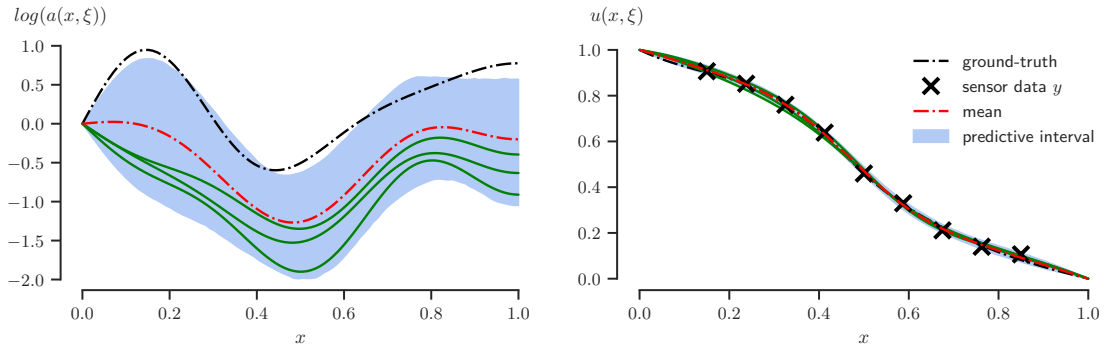 log(a(x, ξ))
1.0
0.5
0.0
−0.5
−1.0
−1.5
−2.0
0.0 0.2 0.4 0.6 0.8 1.0
x
u(x, ξ)
1.0
0.8
0.6
0.4
0.2
0.0
0.0 0.2 0.4 0.6 0.8 1.0
x
ground-truth
sensor data y
mean
predictive interval